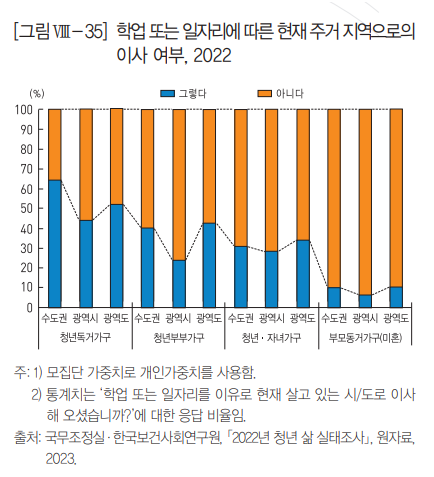 [그림 Ⅷ-35] 학업 또는 일자리에 따른 현재 주거 지역으로의
이사 여부, 2022
(%)
그렇다 아니다
100
90
80
70
60
50
40
30
20
10
0
수도권 광역시 광역도 수도권 광역시 광역도 수도권 광역시 광역도 수도권 광역시 광역도
청년독거가구 청년부부가구 청년·자녀가구 부모동거가구(미혼)
주: 1) 모집단 가중치로 개인가중치를 사용함.
2) 통계치는 ‘학업 또는 일자리를 이유로 현재 살고 있는 시/도로 이사
해 오셨습니까?’에 대한 응답 비율임.
출처: 국무조정실·한국보건사회연구원, 「2022년 청년 삶 실태조사」, 원자료,
2023.